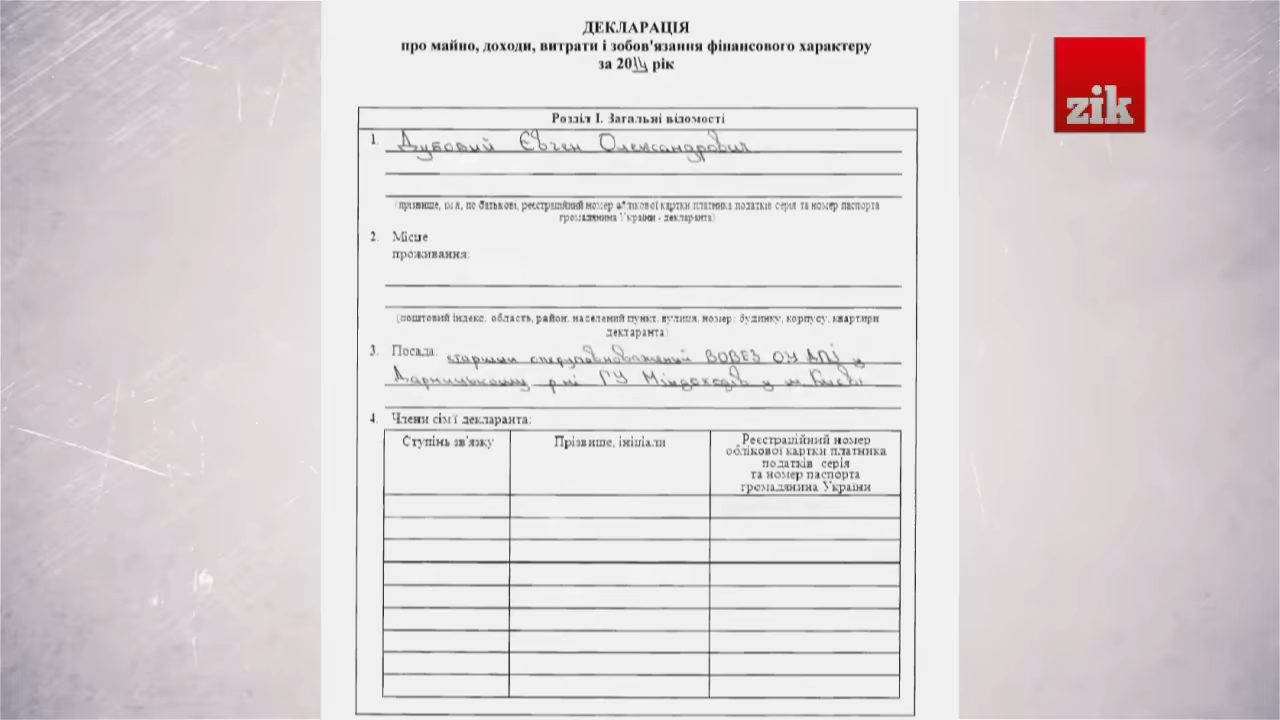 ДЕКЛАРАЦІЯ
про майно, доходи, витрати і зобов'язання фінансового характеру
за 2014 рік
zik
Розділ І. Загальні відомості
1. Дубовий Євген Олександрович
(прізвище, ім'я, по батькові, реєстраційний номер облікової картки платника податків серія та номер паспорта
громадянина України - декларанта)
2. Місце
проживання:
(поштовий індекс, область, район, населений пункт, вулиця, номер: будинку, корпусу, квартири
декларанта)
3. Посада: старший оперуповноважений ВОВЕЗ ОУ ДПІ у
Дарницькому р-ні ГУ Міндоходів у м. Києві
4. Члени сім'ї декларанта:
Ступінь зв'язку
Прізвище, ініціали
Реєстраційний номер
облікової картки платника
податків серія
та номер паспорта
громадянина України